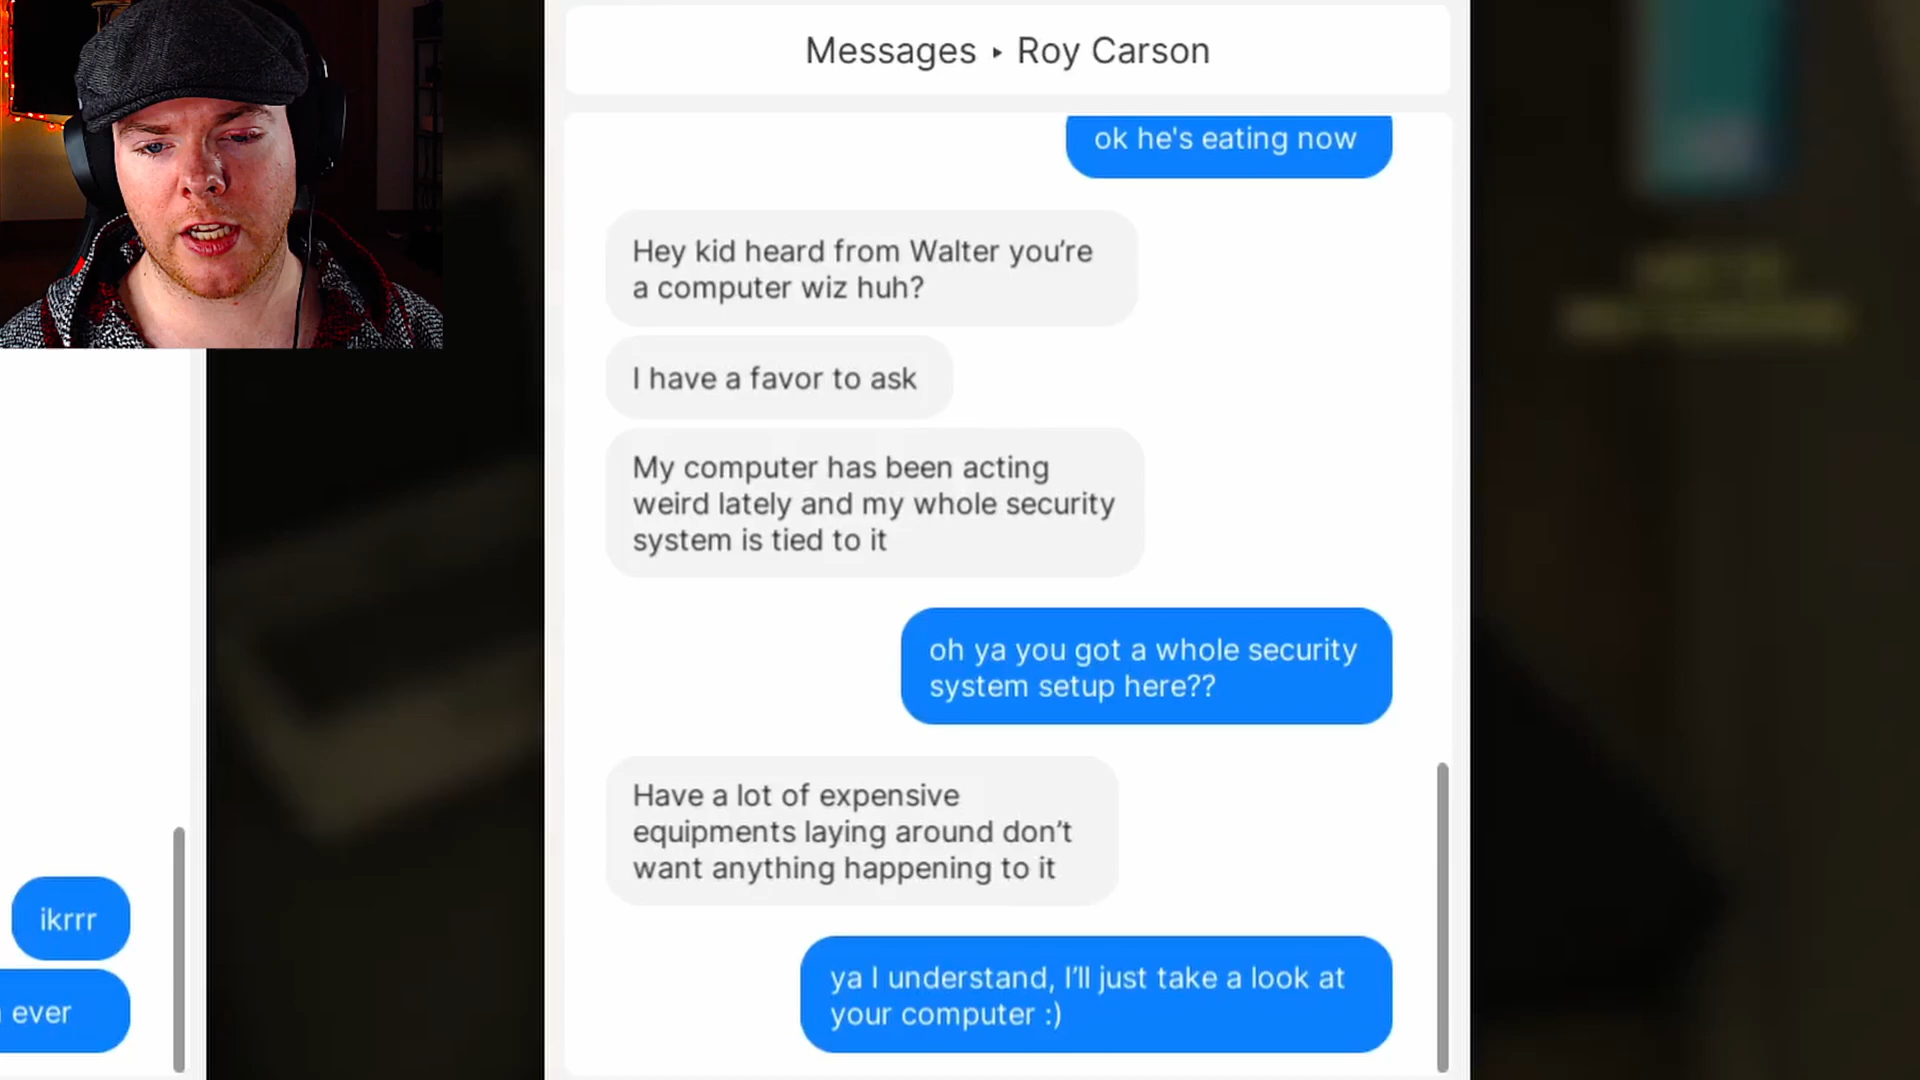 Messages ▸ Roy Carson
ok he's eating now
Hey kid heard from Walter you’re
a computer wiz huh?
I have a favor to ask
My computer has been acting
weird lately and my whole security
system is tied to it
oh ya you got a whole security
system setup here??
Have a lot of expensive
equipments laying around don’t
want anything happening to it
ya I understand, I’ll just take a look at
your computer :)
ikrrr
ever